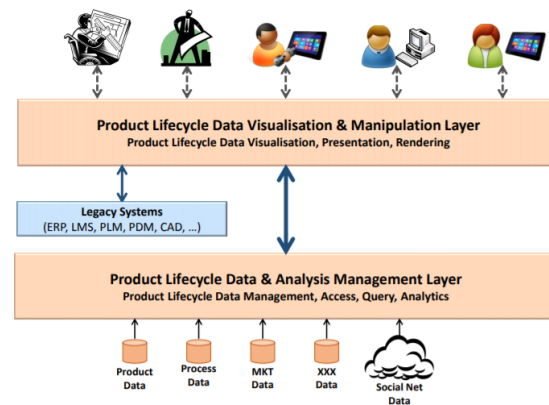 Product Lifecycle Data Visualisation & Manipulation Layer
Product Lifecycle Data Visualisation, Presentation, Rendering
Legacy Systems
(ERP, LMS, PLM, PDM, CAD, ...)
Product Lifecycle Data & Analysis Management Layer
Product Lifecycle Data Management, Access, Query, Analytics
Product
Data
Process
Data
MKT
Data
XXX
Data
Social Net
Data